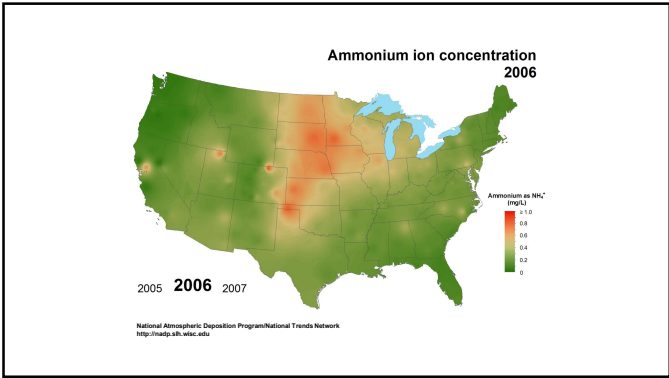 Ammonium ion concentration
2006
Ammonium as NH₄⁺
(mg/L)
≥ 1.0
0.8
0.6
0.4
0.2
0
2005 2006 2007
National Atmospheric Deposition Program/National Trends Network
http://nadp.slh.wisc.edu